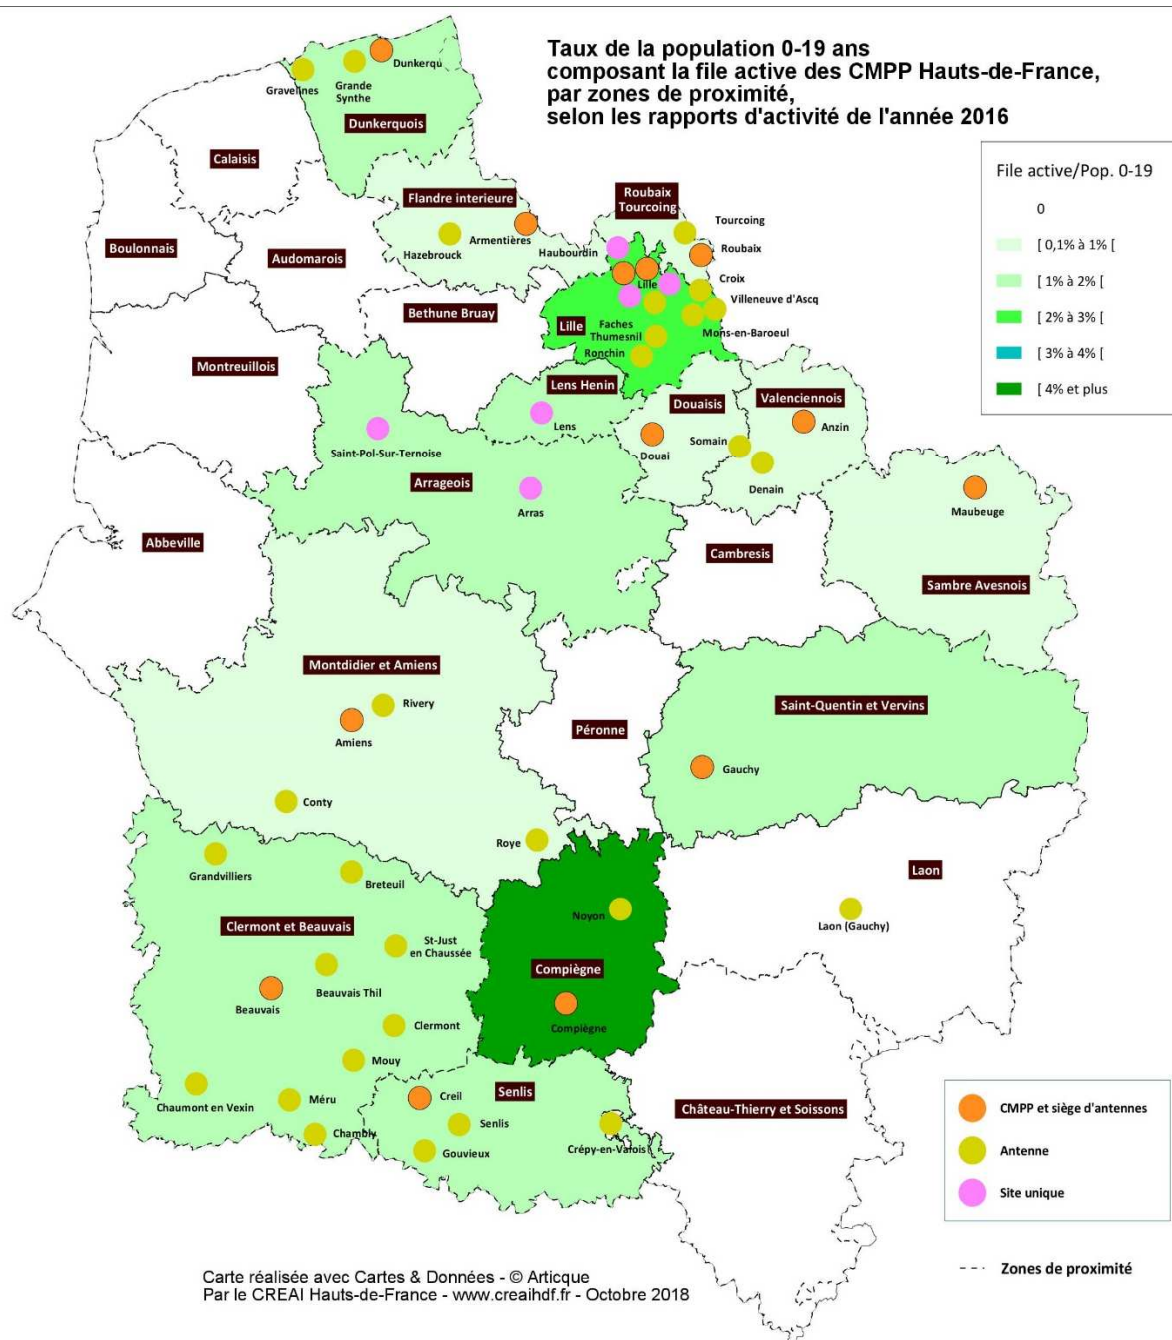 Taux de la population 0-19 ans
composant la file active des CMPP Hauts-de-France,
par zones de proximité,
selon les rapports d'activité de l'année 2016
File active/Pop. 0-19
0
[ 0,1% à 1% [
[ 1% à 2% [
[ 2% à 3% [
[ 3% à 4% [
[ 4% et plus
Dunkerqu
Gravelines
Grande
Synthe
Dunkerquois
Calaisis
Flandre interieure
Roubaix
Tourcoing
Tourcoing
Boulonnais
Audomarois
Armentières
Hazebrouck
Haubourdin
Roubaix
Lille
Croix
Villeneuve d'Ascq
Bethune Bruay
Lille
Faches
Thumesnil
Mons-en-Baroeul
Ronchin
Montreuillois
Lens Henin
Lens
Douaisis
Valenciennois
Anzin
Saint-Pol-Sur-Ternoise
Douai
Somain
Denain
Arrageois
Arras
Maubeuge
Abbeville
Cambresis
Sambre Avesnois
Montdidier et Amiens
Rivery
Amiens
Péronne
Saint-Quentin et Vervins
Gauchy
Conty
Roye
Grandvilliers
Breteuil
Laon
Noyon
Laon (Gauchy)
Clermont et Beauvais
St-Just
en Chaussée
Beauvais Thil
Beauvais
Compiègne
Compiègne
Clermont
Mouy
Chaumont en Vexin
Méru
Chambly
Creil
Senlis
Senlis
Gouvieux
Crépy-en-Valois
Château-Thierry et Soissons
CMPP et siège d'antennes
Antenne
Site unique
Zones de proximité
Carte réalisée avec Cartes & Données - © Articque
Par le CREAI Hauts-de-France - www.creaihdf.fr - Octobre 2018